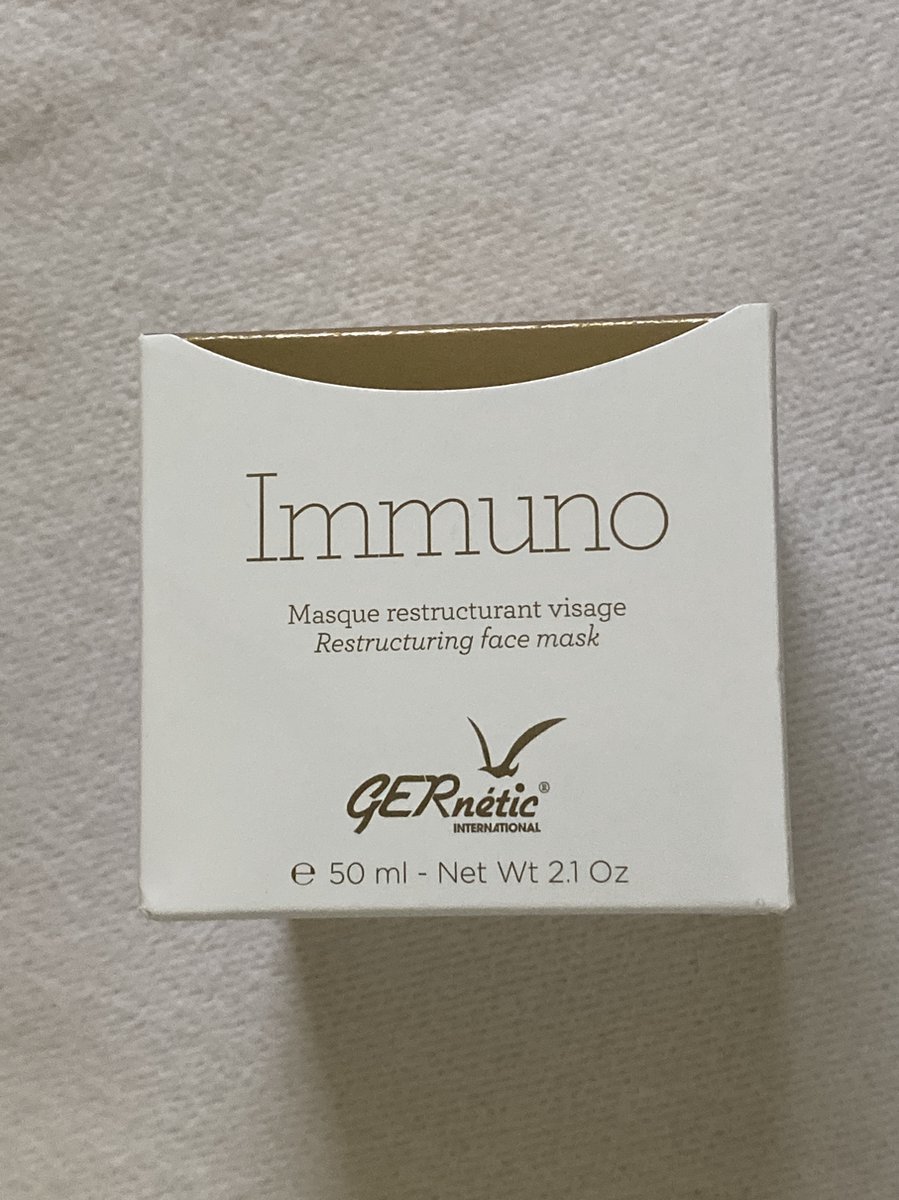 Immuno
Masque restructurant visage
Restructuring face mask
GERnétic®
INTERNATIONAL
℮ 50 ml - Net Wt 2.1 Oz